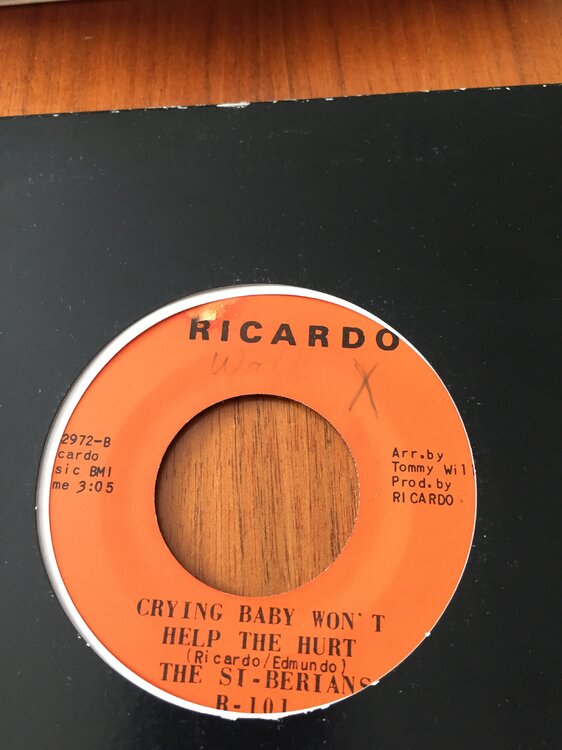 RICARDO
X
2972-B
cardo
sic BMI
me 3:05
Arr.by
Tommy Wil
Prod.by
RICARDO
CRYING BABY WON'T
HELP THE HURT
(Ricardo/Edmundo)
THE SI-BERIANS
R-101